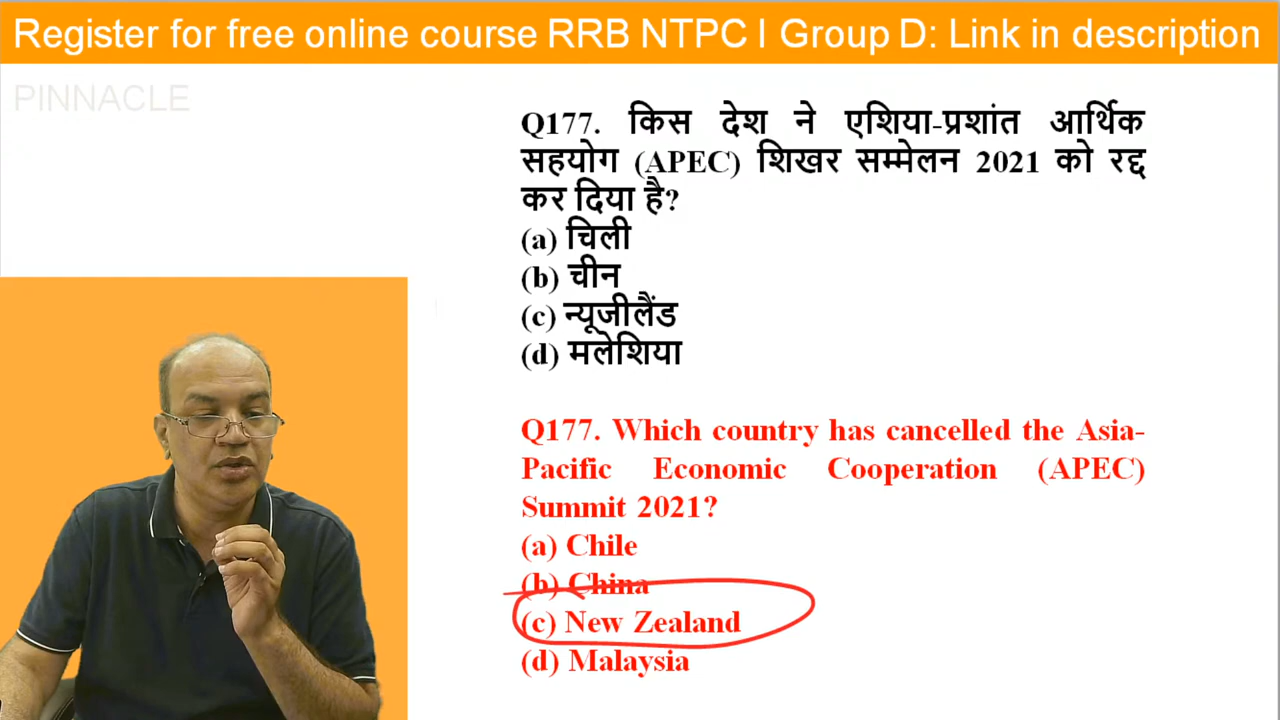 Register for free online course RRB NTPC I Group D: Link in description
PINNACLE
Q177. किस देश ने एशिया-प्रशांत आर्थिक
सहयोग (APEC) शिखर सम्मेलन 2021 को रद्द
कर दिया है?
(a) चिली
(b) चीन
(c) न्यूजीलैंड
(d) मलेशिया
Q177. Which country has cancelled the Asia-
Pacific Economic Cooperation (APEC)
Summit 2021?
(a) Chile
(b) China
(c) New Zealand
(d) Malaysia